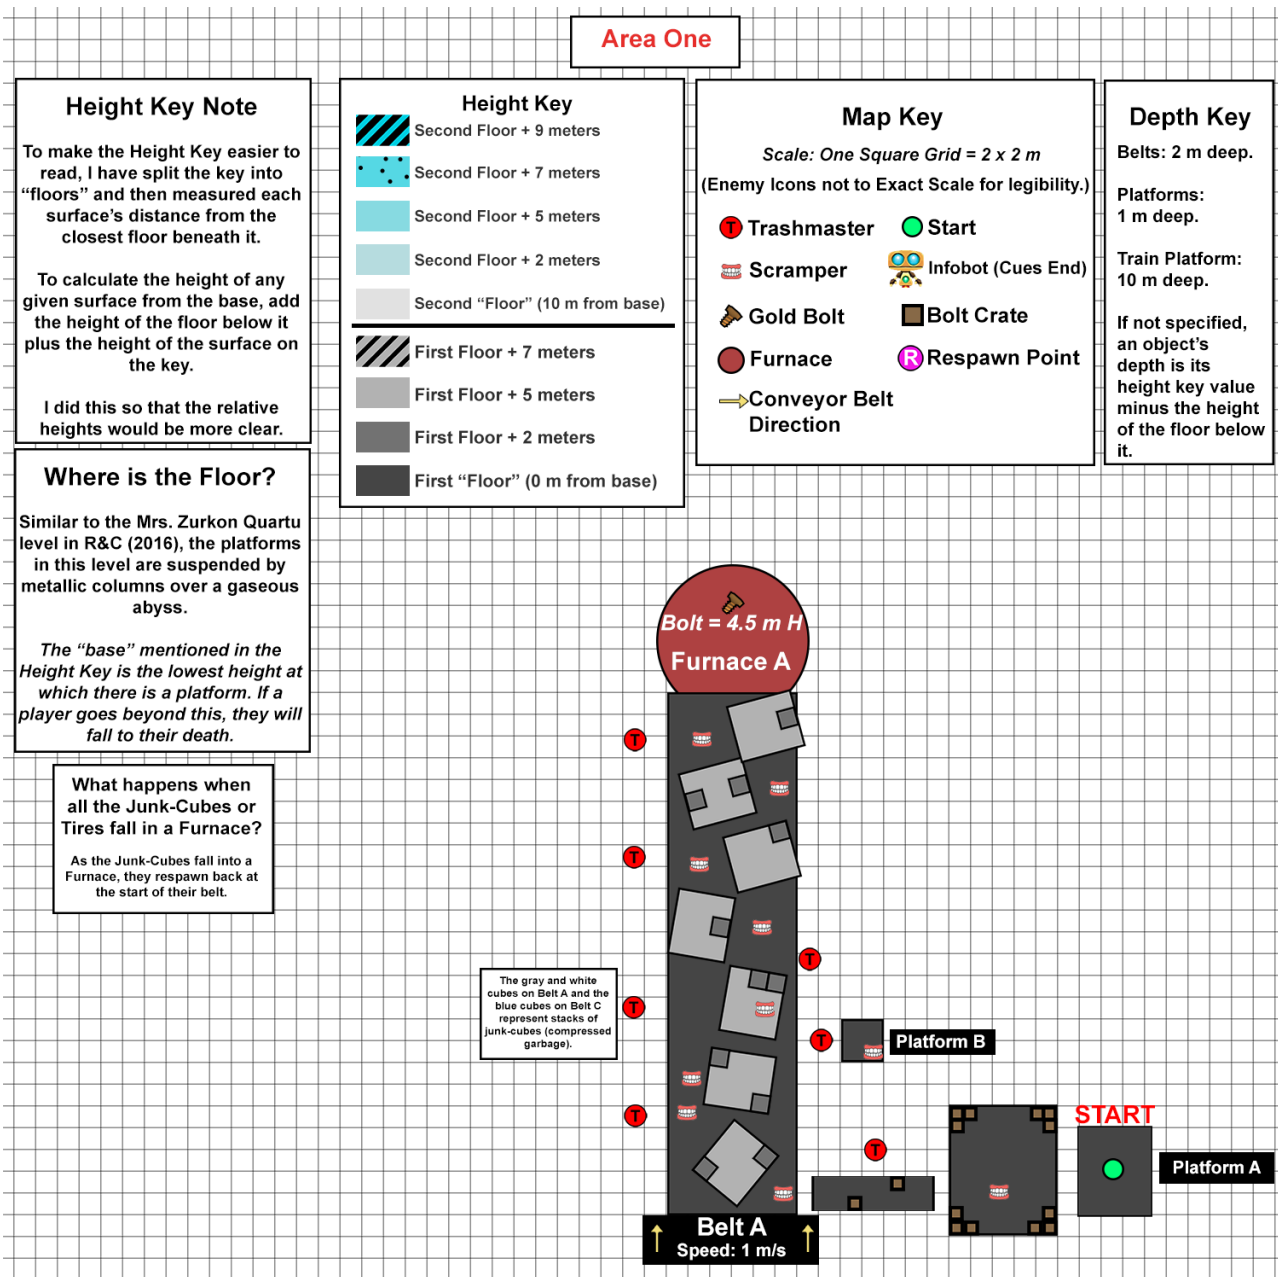 Area One
Height Key Note
To make the Height Key easier to
read, I have split the key into
“floors” and then measured each
surface’s distance from the
closest floor beneath it.
To calculate the height of any
given surface from the base, add
the height of the floor below it
plus the height of the surface on
the key.
I did this so that the relative
heights would be more clear.
Where is the Floor?
Similar to the Mrs. Zurkon Quartu
level in R&C (2016), the platforms
in this level are suspended by
metallic columns over a gaseous
abyss.
The “base” mentioned in the
Height Key is the lowest height at
which there is a platform. If a
player goes beyond this, they will
fall to their death.
What happens when
all the Junk-Cubes or
Tires fall in a Furnace?
As the Junk-Cubes fall into a
Furnace, they respawn back at
the start of their belt.
Height Key
Second Floor + 9 meters
Second Floor + 7 meters
Second Floor + 5 meters
Second Floor + 2 meters
Second “Floor” (10 m from base)
First Floor + 7 meters
First Floor + 5 meters
First Floor + 2 meters
First “Floor” (0 m from base)
Map Key
Scale: One Square Grid = 2 x 2 m
(Enemy Icons not to Exact Scale for legibility.)
T Trashmaster
Start
Scramper
Infobot (Cues End)
Gold Bolt
Bolt Crate
Furnace
R Respawn Point
Conveyor Belt
Direction
Depth Key
Belts: 2 m deep.
Platforms:
1 m deep.
Train Platform:
10 m deep.
If not specified,
an object’s
depth is its
height key value
minus the height
of the floor below
it.
Bolt = 4.5 m H
Furnace A
T
T
T
The gray and white
cubes on Belt A and the
blue cubes on Belt C
represent stacks of
junk-cubes (compressed
garbage).
T
T
Platform B
T
START
T
Platform A
Belt A
Speed: 1 m/s